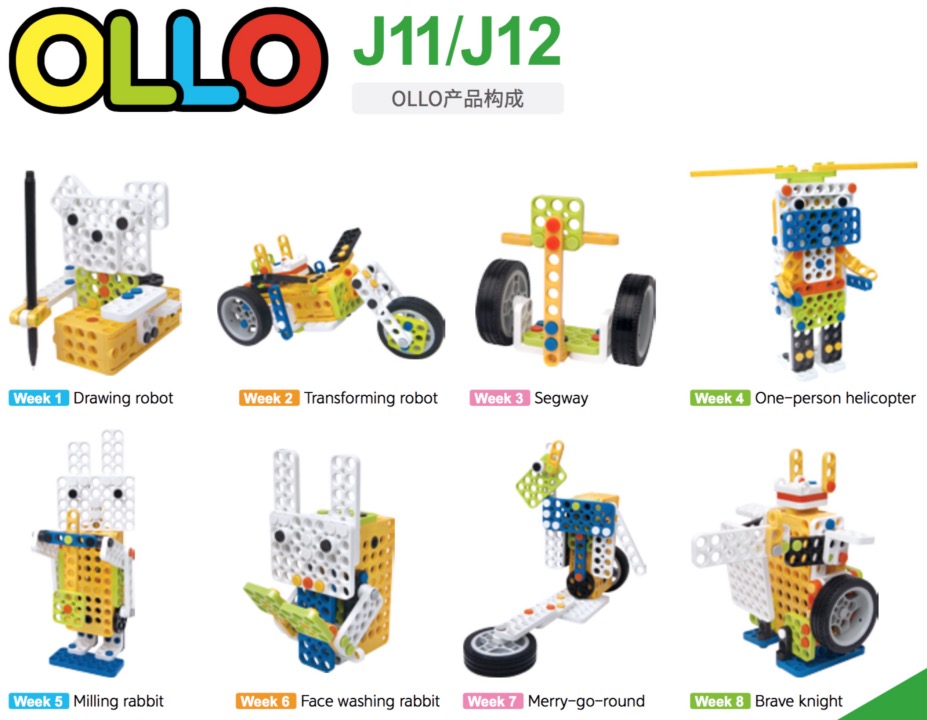 OLLO
J11/J12
OLLO产品构成
Week 1 Drawing robot
Week 2 Transforming robot
Week 3 Segway
Week 4 One-person helicopter
Week 5 Milling rabbit
Week 6 Face washing rabbit
Week 7 Merry-go-round
Week 8 Brave knight